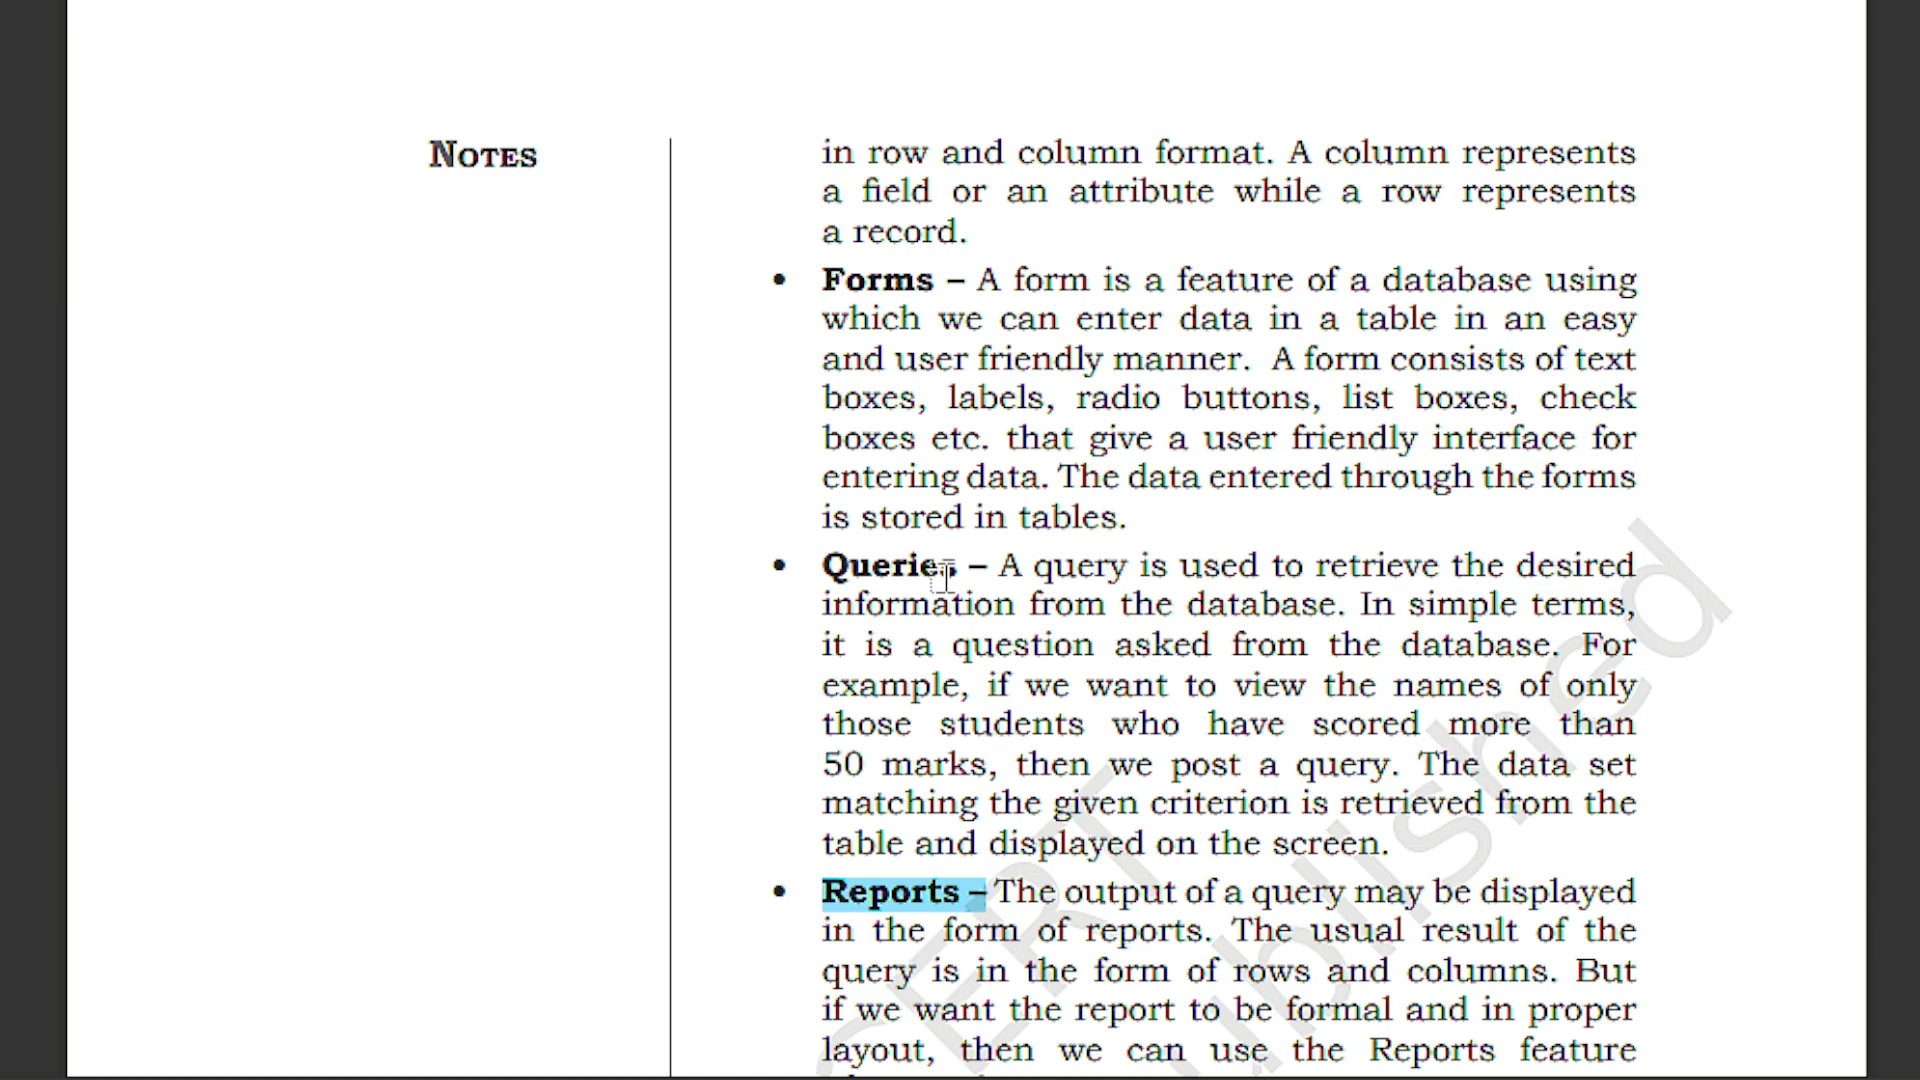 NOTES
in row and column format. A column represents
a field or an attribute while a row represents
a record.
• Forms – A form is a feature of a database using
which we can enter data in a table in an easy
and user friendly manner. A form consists of text
boxes, labels, radio buttons, list boxes, check
boxes etc. that give a user friendly interface for
entering data. The data entered through the forms
is stored in tables.
• Queries – A query is used to retrieve the desired
information from the database. In simple terms,
it is a question asked from the database. For
example, if we want to view the names of only
those students who have scored more than
50 marks, then we post a query. The data set
matching the given criterion is retrieved from the
table and displayed on the screen.
• Reports – The output of a query may be displayed
in the form of reports. The usual result of the
query is in the form of rows and columns. But
if we want the report to be formal and in proper
layout, then we can use the Reports feature